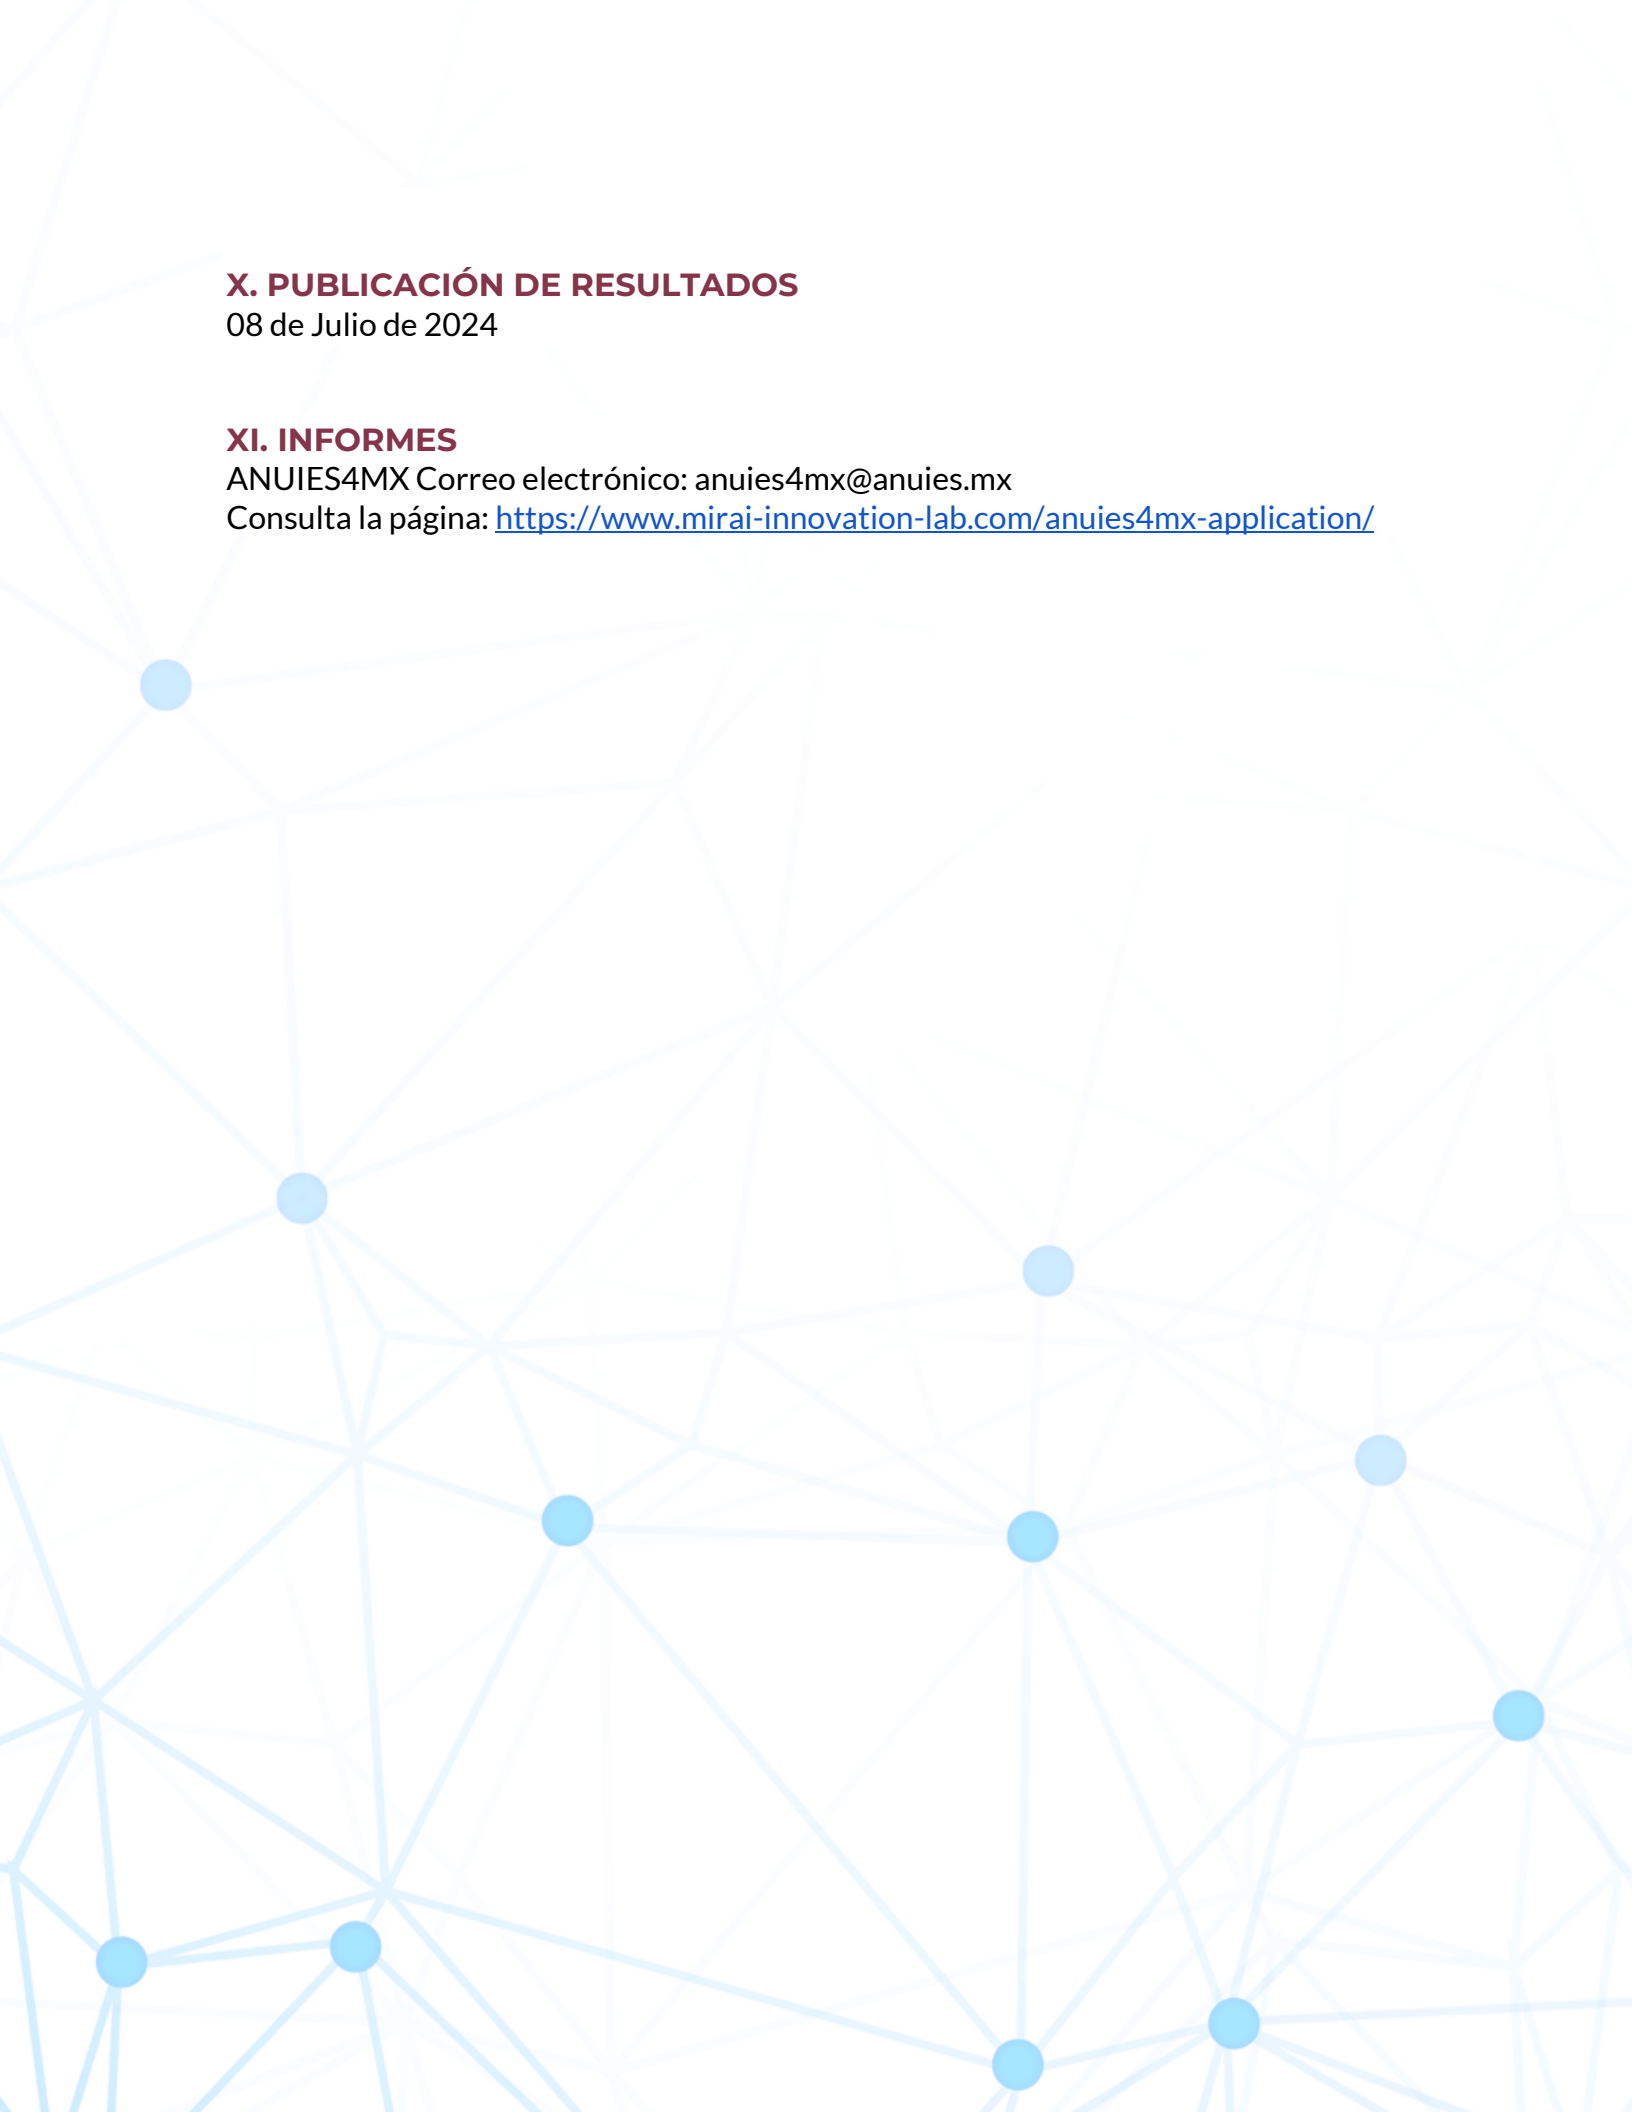 X. PUBLICACIÓN DE RESULTADOS
08 de Julio de 2024
XI. INFORMES
ANUIES4MX Correo electrónico: anuies4mx@anuies.mx
Consulta la página: https://www.mirai-innovation-lab.com/anuies4mx-application/